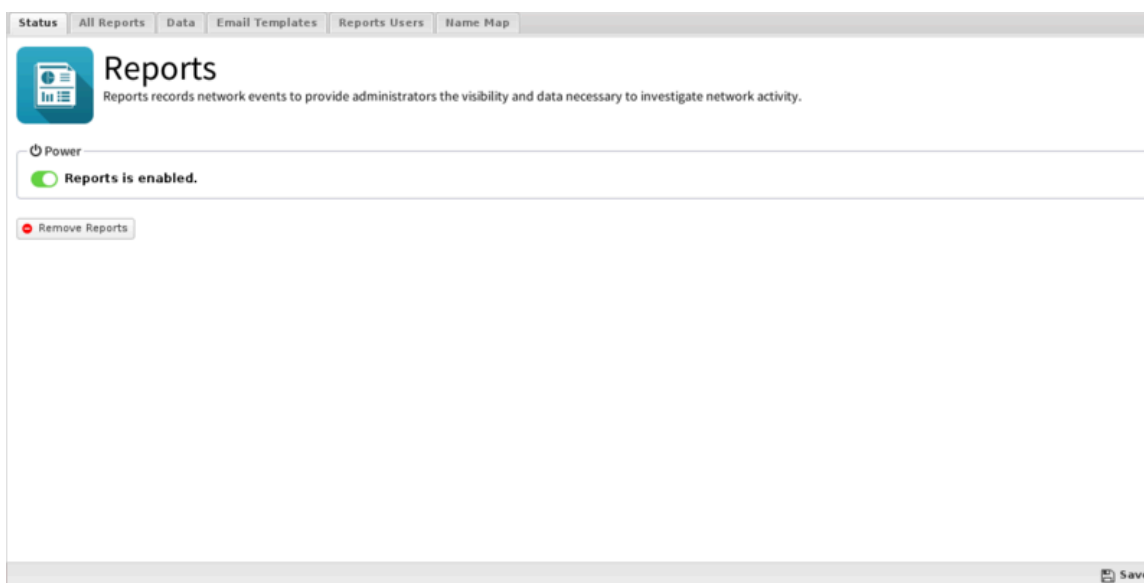 Status All Reports Data Email Templates Reports Users Name Map
Reports
Reports records network events to provide administrators the visibility and data necessary to investigate network activity.
Power
Reports is enabled.
Remove Reports
Sav